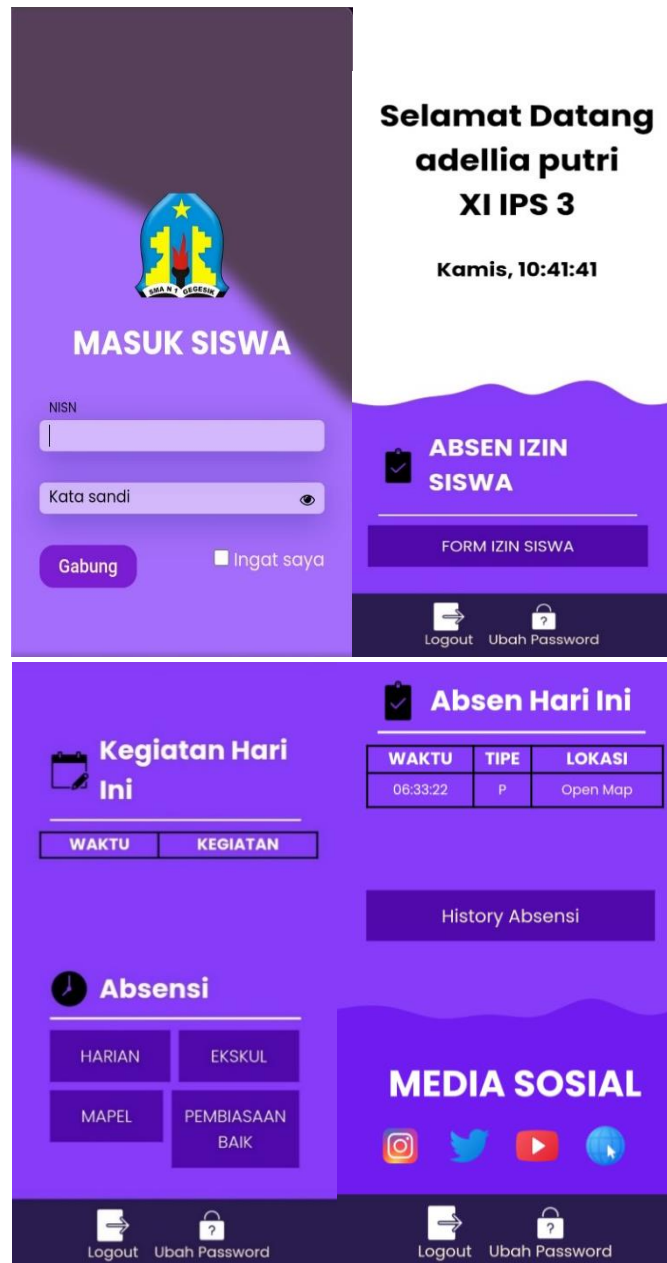 SMA N 1 GEGESIK
MASUK SISWA
NISN
Kata sandi
Gabung
Ingat saya
Selamat Datang
adellia putri
XI IPS 3
Kamis, 10:41:41
ABSEN IZIN
SISWA
FORM IZIN SISWA
Logout Ubah Password
Kegiatan Hari
Ini
WAKTU KEGIATAN
Absensi
HARIAN EKSKUL
MAPEL PEMBIASAAN
BAIK
Logout Ubah Password
Absen Hari Ini
WAKTU TIPE LOKASI
06:33:22 P Open Map
History Absensi
MEDIA SOSIAL
Logout Ubah Password